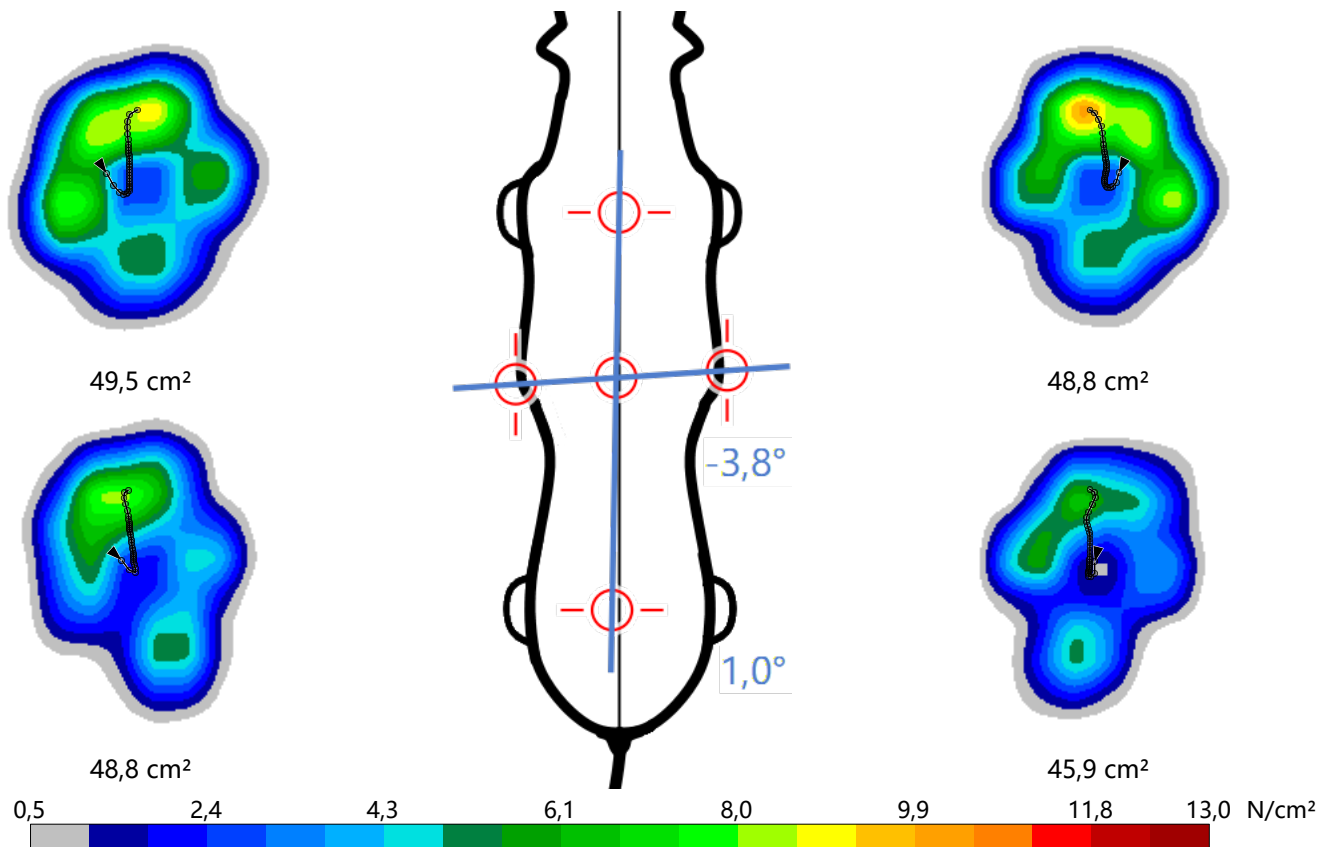 49,5 cm²
48,8 cm²
-3,8°
1,0°
48,8 cm²
45,9 cm²
0,5 2,4 4,3 6,1 8,0 9,9 11,8 13,0 N/cm²